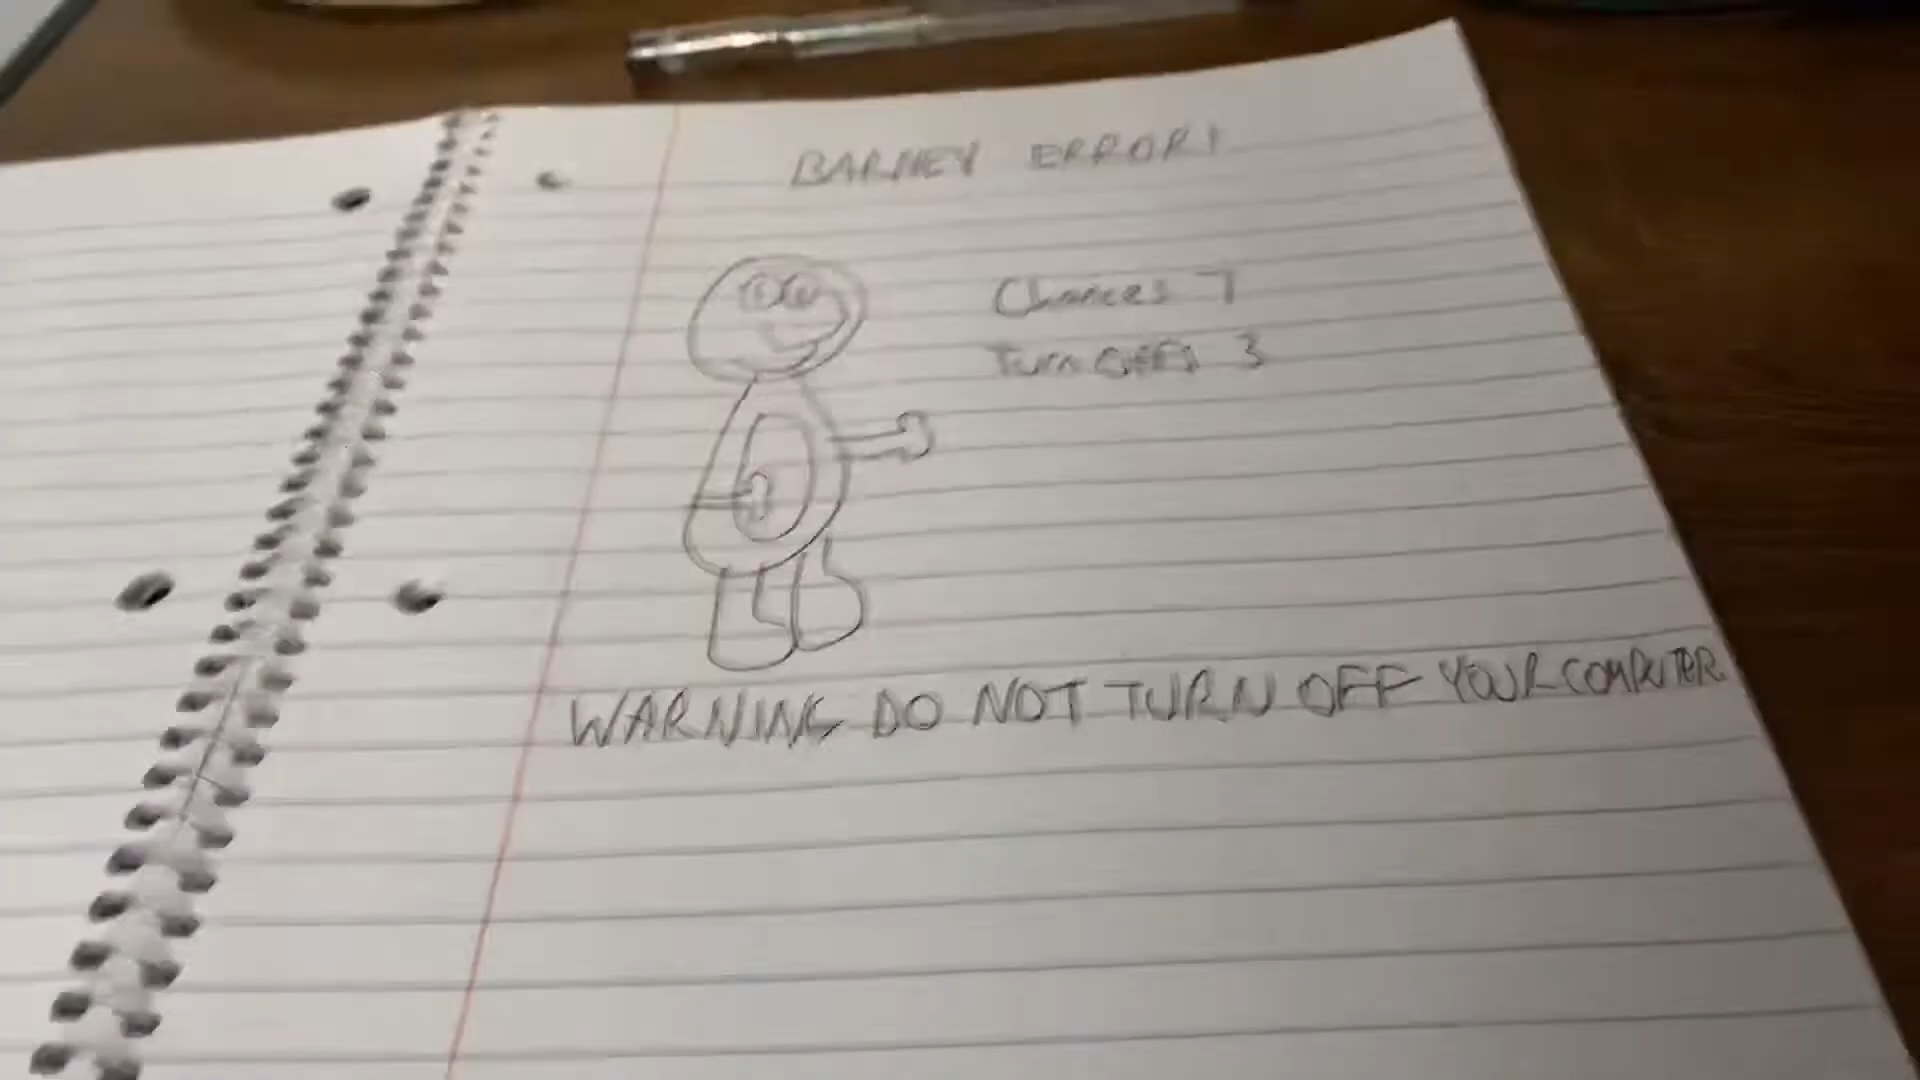 BARNEY ERROR!
Chances 7
Turn offs 3
WARNING DO NOT TURN OFF YOUR COMPUTER